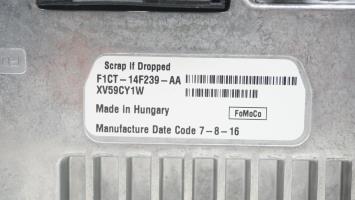 Scrap if Dropped
F1CT-14F239-AA
XV59CY1W
Made in Hungary
FoMoCo
Manufacture Date Code 7-8-16